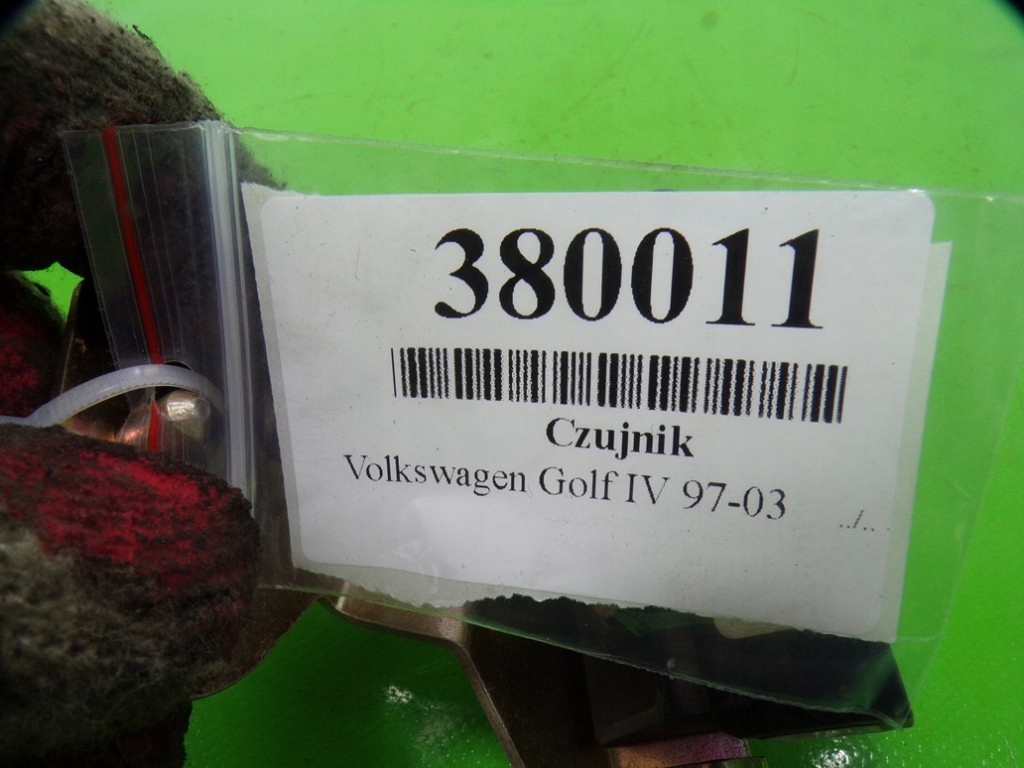 380011
Czujnik
Volkswagen Golf IV 97-03
../...